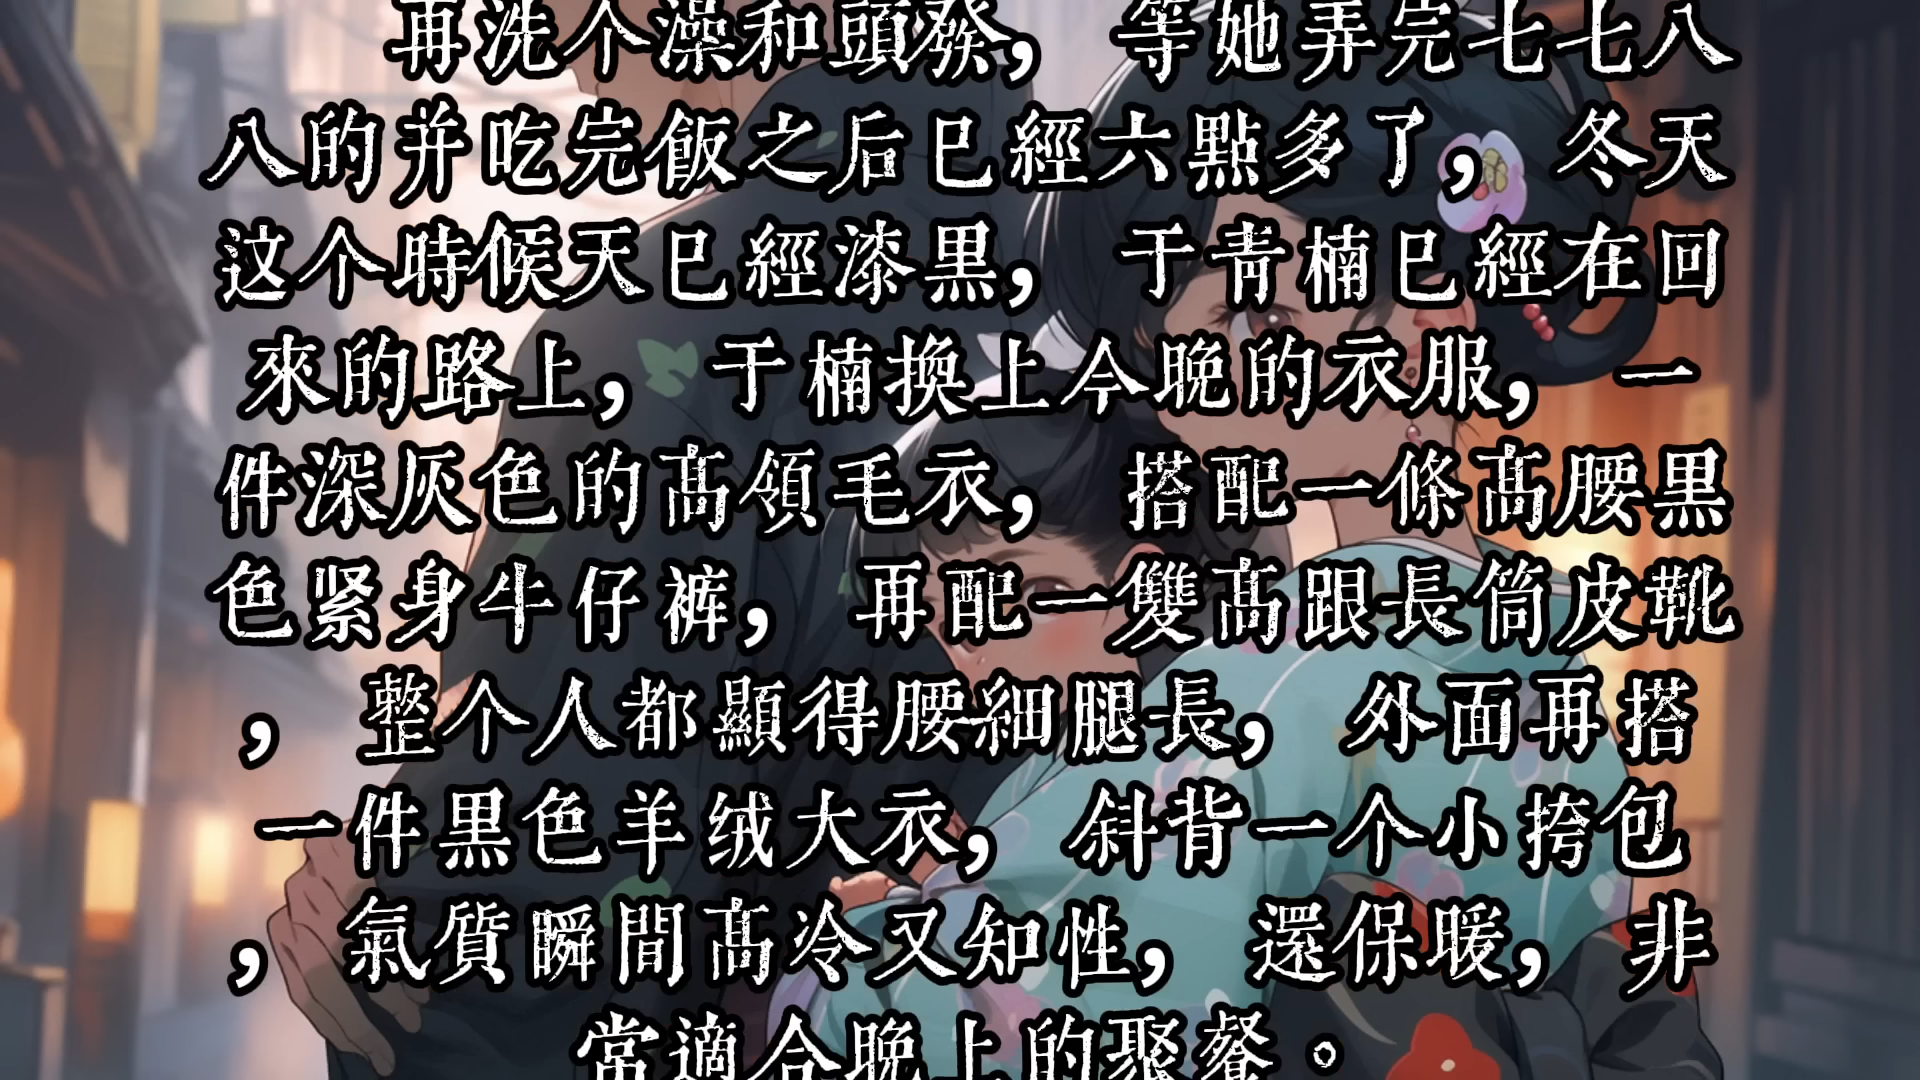 再洗个澡和頭發，等她弄完七七八
八的并吃完飯之后已經六點多了，冬天
这个時候天已經漆黑，于青楠已經在回
來的路上，于楠換上今晚的衣服，一
件深灰色的高領毛衣，搭配一條高腰黑
色紧身牛仔裤，再配一雙高跟長筒皮靴
，整个人都顯得腰細腿長，外面再搭
一件黑色羊绒大衣，斜背一个小挎包
，氣質瞬間高冷又知性，還保暖，非
常適合晚上的聚餐。